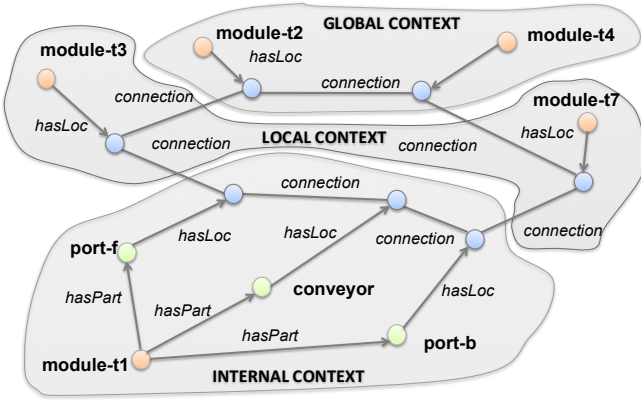 GLOBAL CONTEXT
module-t2
module-t4
module-t3
hasLoc
connection
connection
module-t7
hasLoc
hasLoc
LOCAL CONTEXT
connection
connection
connection
port-f
hasLoc
hasLoc
connection
connection
hasPart
conveyor
hasLoc
hasPart
hasPart
port-b
module-t1
INTERNAL CONTEXT